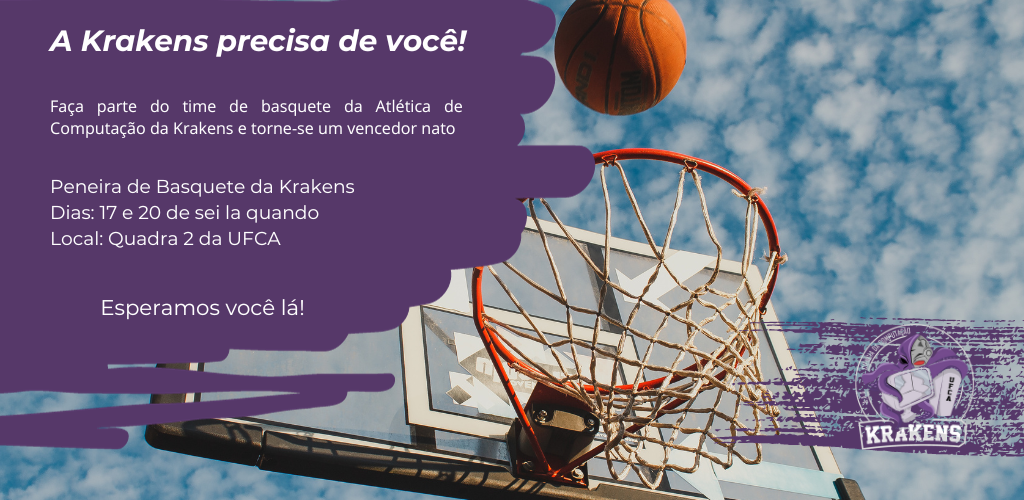 A Krakens precisa de você!
Faça parte do time de basquete da Atlética de
Computação da Krakens e torne-se um vencedor nato
Peneira de Basquete da Krakens
Dias: 17 e 20 de sei la quando
Local: Quadra 2 da UFCA
Esperamos você lá!
UFCA
KRAKENS